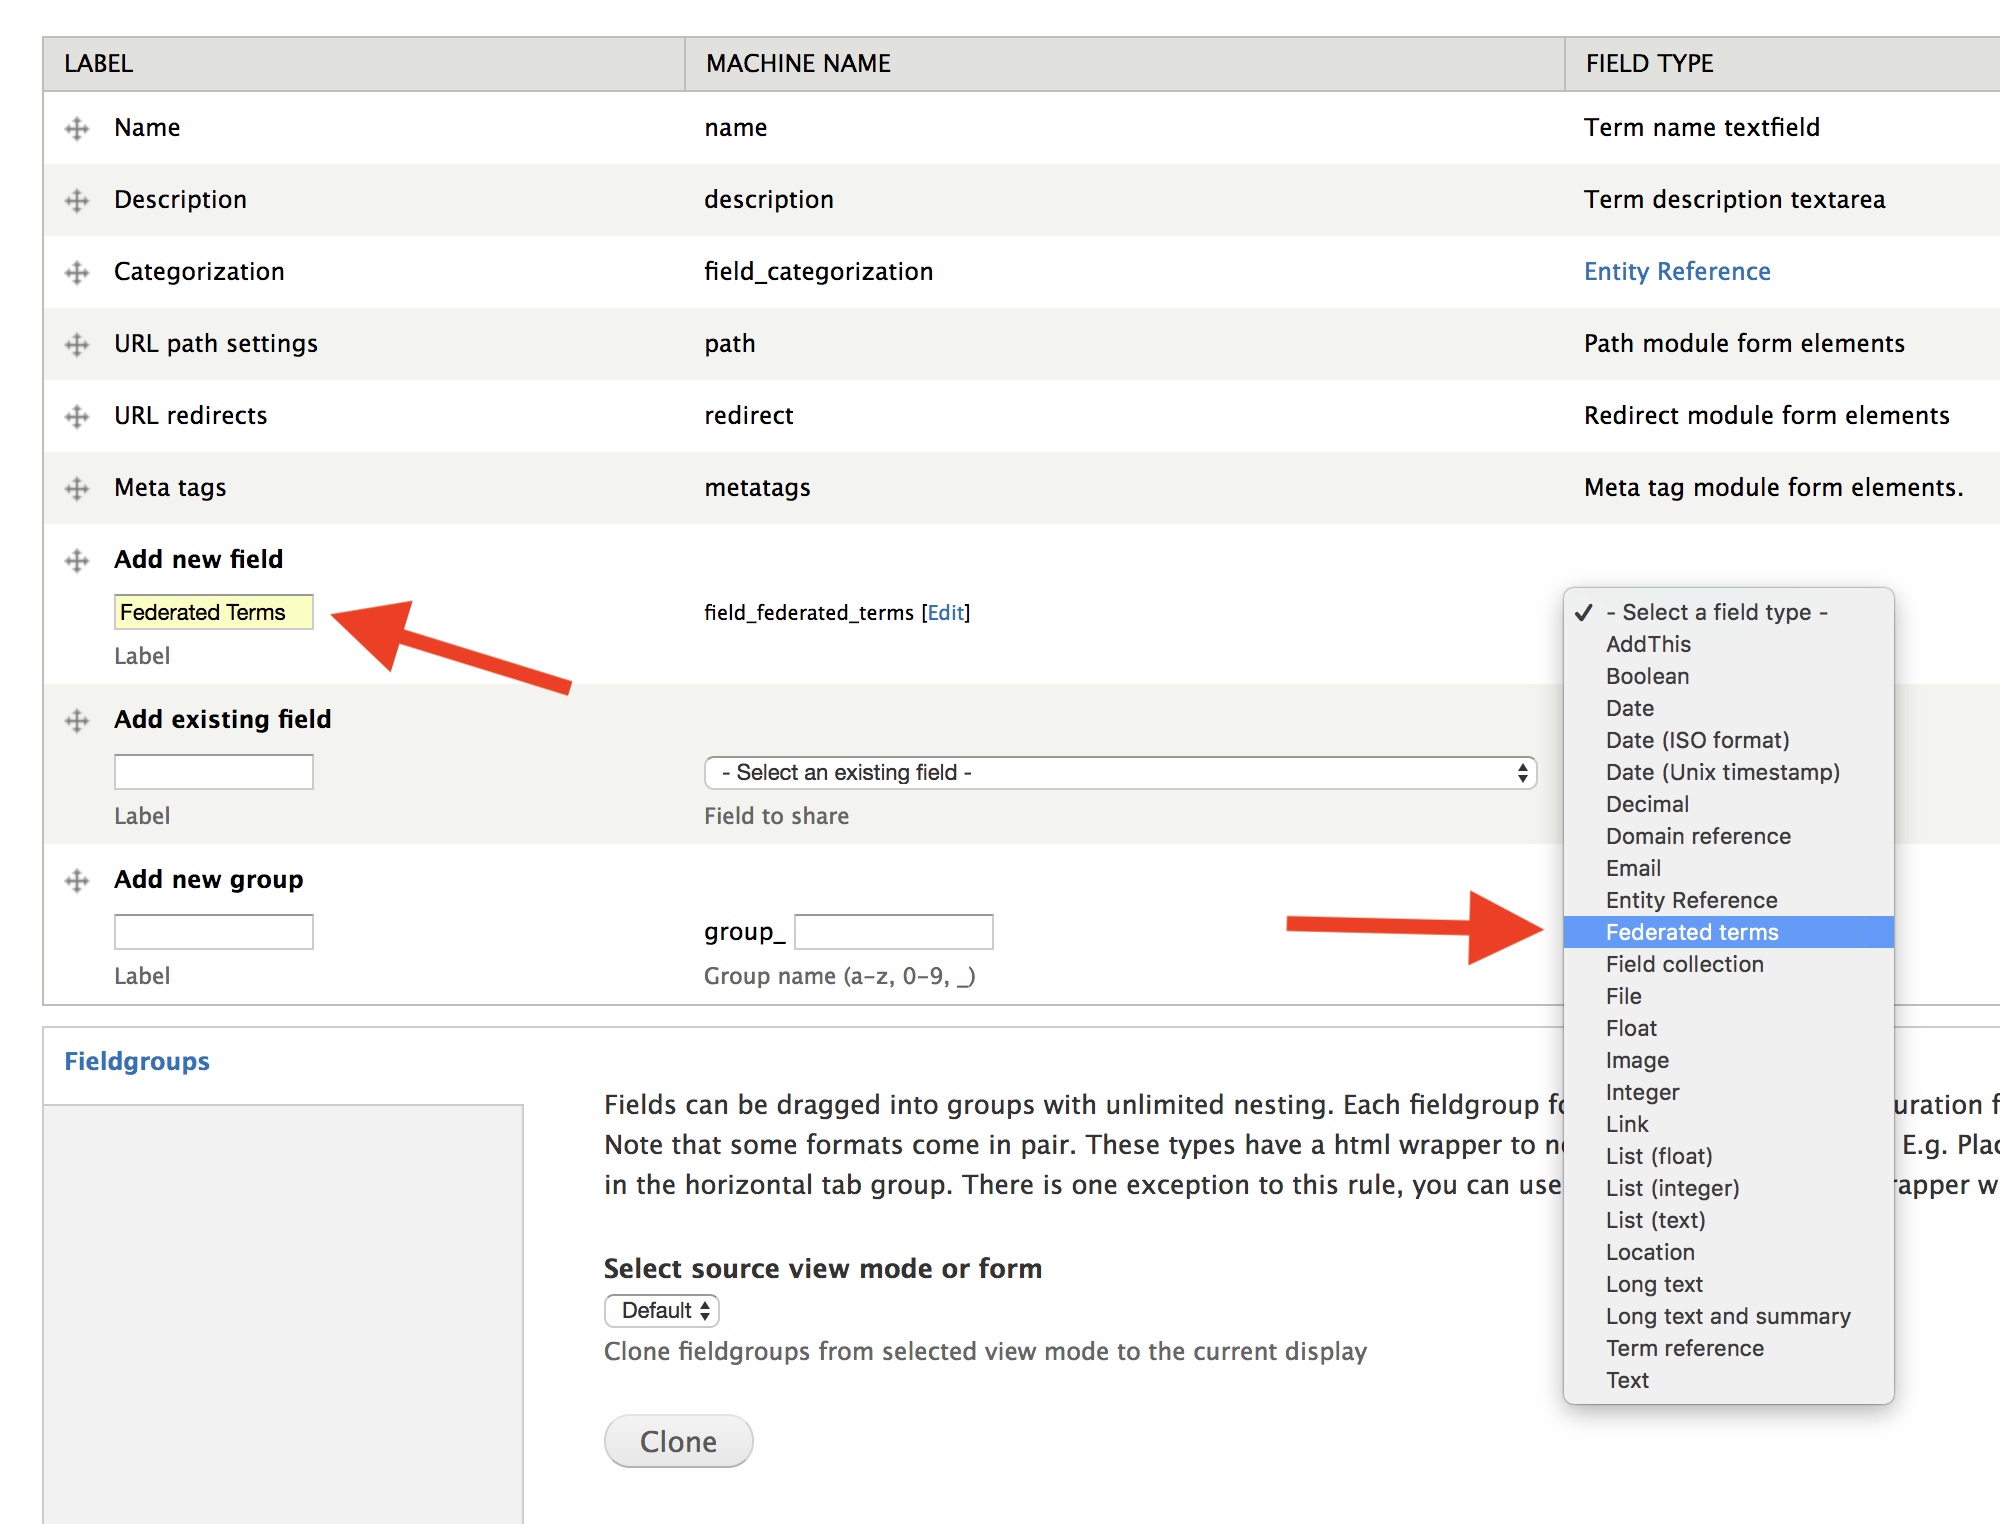 LABEL MACHINE NAME FIELD TYPE
Name name Term name textfield
Description description Term description textarea
Categorization field_categorization Entity Reference
URL path settings path Path module form elements
URL redirects redirect Redirect module form elements
Meta tags metatags Meta tag module form elements.
Add new field
Federated Terms field_federated_terms [Edit]
Label
Add existing field
- Select an existing field -
Label Field to share
Add new group
group_
Label Group name (a-z, 0-9, _)
- Select a field type -
AddThis
Boolean
Date
Date (ISO format)
Date (Unix timestamp)
Decimal
Domain reference
Email
Entity Reference
Federated terms
Field collection
File
Float
Image
Integer
Link
List (float)
List (integer)
List (text)
Location
Long text
Long text and summary
Term reference
Text
Fieldgroups
Fields can be dragged into groups with unlimited nesting. Each fieldgroup
Note that some formats come in pair. These types have a html wrapper to E.g.
in the horizontal tab group. There is one exception to this rule, you can use
Select source view mode or form
Default
Clone fieldgroups from selected view mode to the current display
Clone